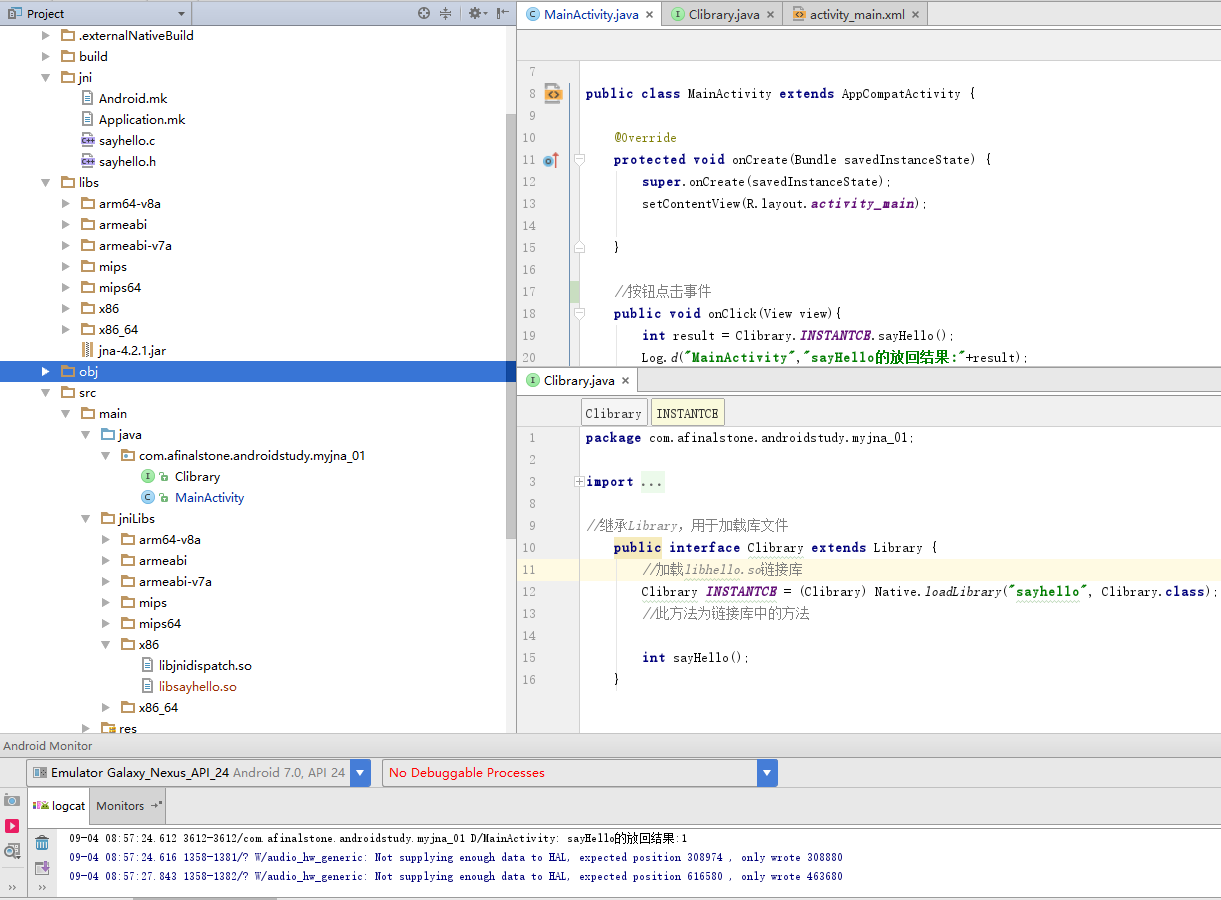 Project
.externalNativeBuild
build
jni
Android.mk
Application.mk
sayhello.c
sayhello.h
libs
arm64-v8a
armeabi
armeabi-v7a
mips
mips64
x86
x86_64
jna-4.2.1.jar
obj
src
main
java
com.afinalstone.androidstudy.myjna_01
Clibrary
MainActivity
jniLibs
arm64-v8a
armeabi
armeabi-v7a
mips
mips64
x86
libjnidispatch.so
libsayhello.so
x86_64
res
MainActivity.java Clibrary.java activity_main.xml
7
8 public class MainActivity extends AppCompatActivity {
9
10 @Override
11 protected void onCreate(Bundle savedInstanceState) {
12 super.onCreate(savedInstanceState);
13 setContentView(R.layout.activity_main);
14
15 }
16
17 //按钮点击事件
18 public void onClick(View view){
19 int result = Clibrary.INSTANTCE.sayHello();
20 Log.d("MainActivity","sayHello的放回结果:"+result);
Clibrary.java
Clibrary INSTANTCE
1 package com.afinalstone.androidstudy.myjna_01;
2
3 import ...
8
9 //继承Library，用于加载库文件
10 public interface Clibrary extends Library {
11 //加载libhello.so链接库
12 Clibrary INSTANTCE = (Clibrary) Native.loadLibrary("sayhello", Clibrary.class);
13 //此方法为链接库中的方法
14
15 int sayHello();
16 }
Android Monitor
Emulator Galaxy_Nexus_API_24 Android 7.0, API 24 No Debuggable Processes
logcat Monitors
09-04 08:57:24.612 3612-3612/com.afinalstone.androidstudy.myjna_01 D/MainActivity: sayHello的放回结果:1
09-04 08:57:24.616 1358-1381/? W/audio_hw_generic: Not supplying enough data to HAL, expected position 308974 , only wrote 308880
09-04 08:57:27.843 1358-1382/? W/audio_hw_generic: Not supplying enough data to HAL, expected position 616580 , only wrote 463680